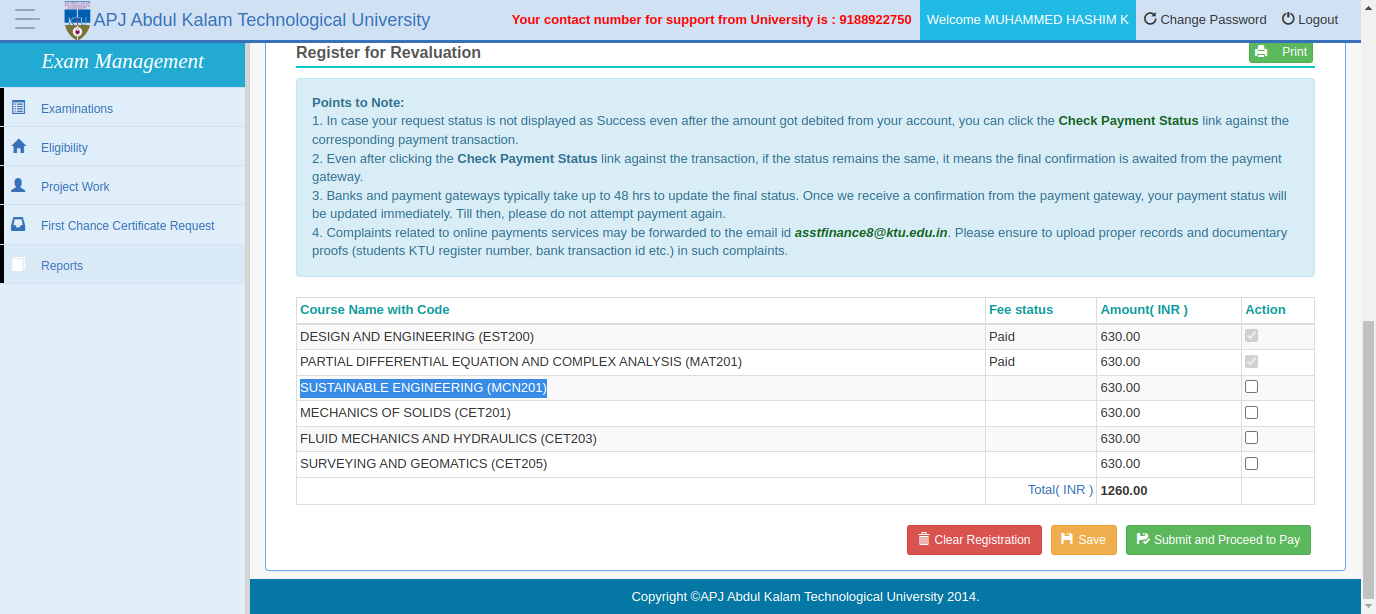 APJ Abdul Kalam Technological University
Your contact number for support from University is : 9188922750
Welcome MUHAMMED HASHIM K
Change Password
Logout
Exam Management
Examinations
Eligibility
Project Work
First Chance Certificate Request
Reports
Register for Revaluation
Print
Points to Note:
1. In case your request status is not displayed as Success even after the amount got debited from your account, you can click the Check Payment Status link against the
corresponding payment transaction.
2. Even after clicking the Check Payment Status link against the transaction, if the status remains the same, it means the final confirmation is awaited from the payment
gateway.
3. Banks and payment gateways typically take up to 48 hrs to update the final status. Once we receive a confirmation from the payment gateway, your payment status will
be updated immediately. Till then, please do not attempt payment again.
4. Complaints related to online payments services may be forwarded to the email id asstfinance8@ktu.edu.in. Please ensure to upload proper records and documentary
proofs (students KTU register number, bank transaction id etc.) in such complaints.
Course Name with Code Fee status Amount( INR ) Action
DESIGN AND ENGINEERING (EST200) Paid 630.00
PARTIAL DIFFERENTIAL EQUATION AND COMPLEX ANALYSIS (MAT201) Paid 630.00
SUSTAINABLE ENGINEERING (MCN201) 630.00
MECHANICS OF SOLIDS (CET201) 630.00
FLUID MECHANICS AND HYDRAULICS (CET203) 630.00
SURVEYING AND GEOMATICS (CET205) 630.00
Total( INR ) 1260.00
Clear Registration
Save
Submit and Proceed to Pay
Copyright ©APJ Abdul Kalam Technological University 2014.